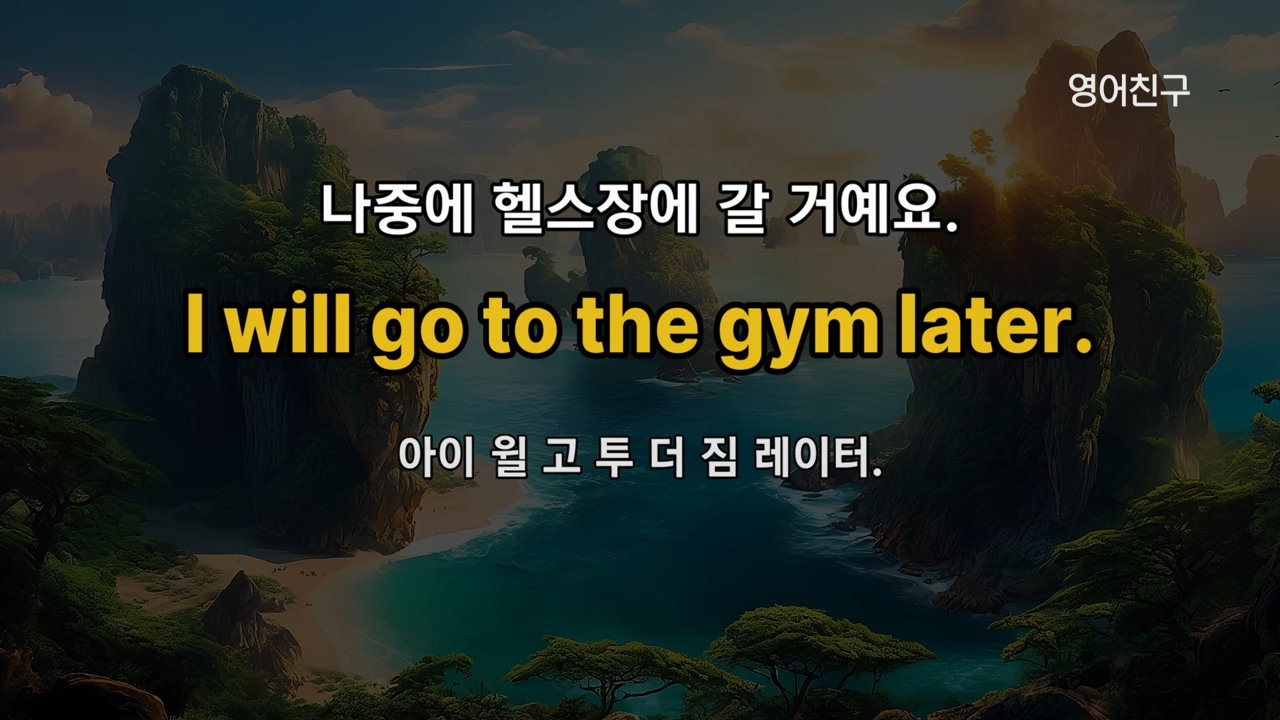 영어친구
나중에 헬스장에 갈 거예요.
I will go to the gym later.
아이 윌 고 투 더 짐 레이터.